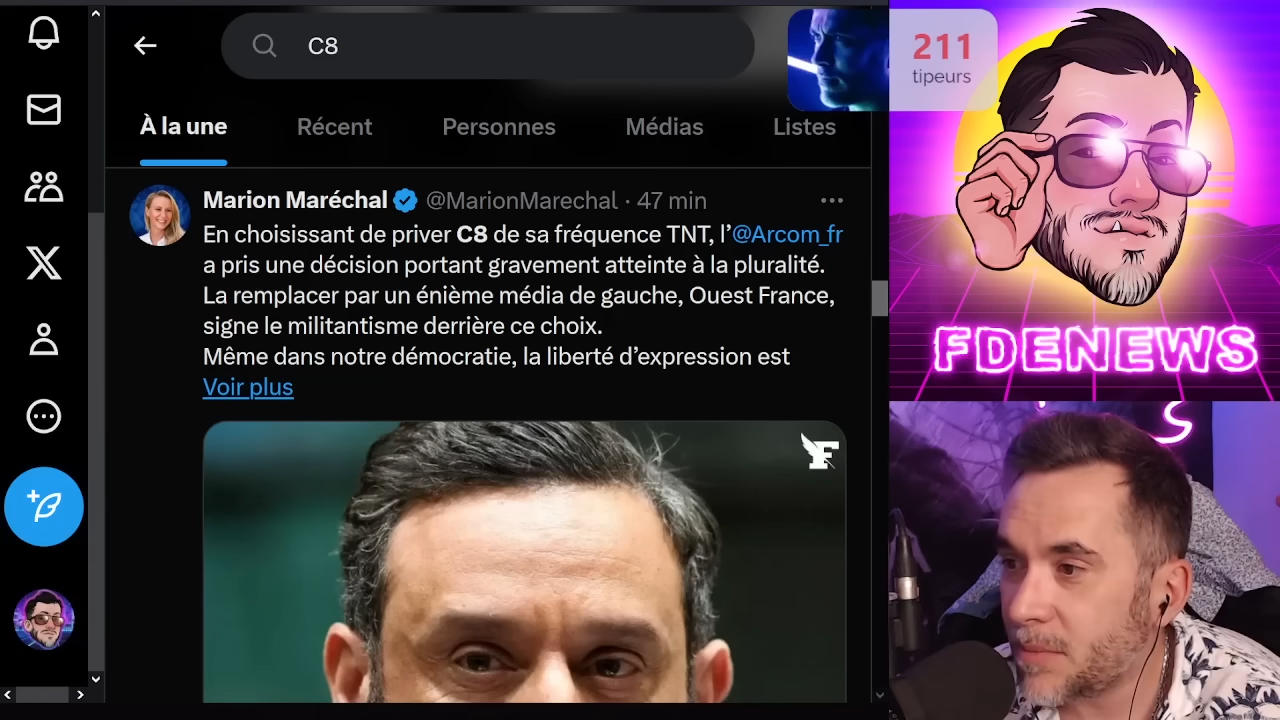 C8
À la une
Récent
Personnes
Médias
Listes
Marion Maréchal @MarionMarechal · 47 min
En choisissant de priver C8 de sa fréquence TNT, l’@Arcom_fr
a pris une décision portant gravement atteinte à la pluralité.
La remplacer par un énième média de gauche, Ouest France,
signe le militantisme derrière ce choix.
Même dans notre démocratie, la liberté d’expression est
Voir plus
F
211
tipeurs
FDENEWS